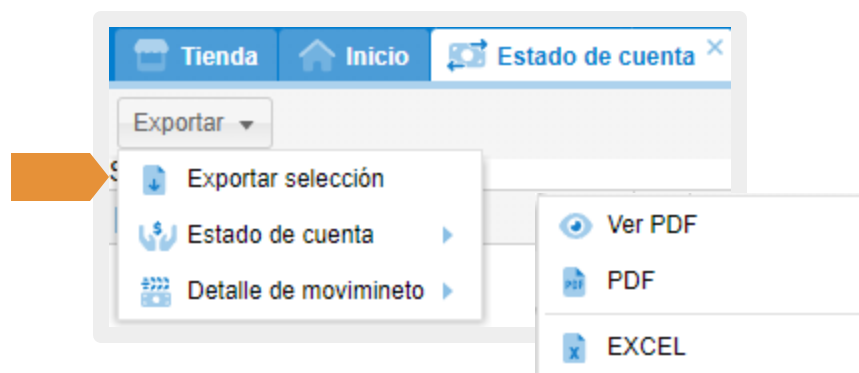 Tienda
Inicio
Estado de cuenta
Exportar
Exportar selección
Estado de cuenta
Detalle de movimineto
Ver PDF
PDF
EXCEL